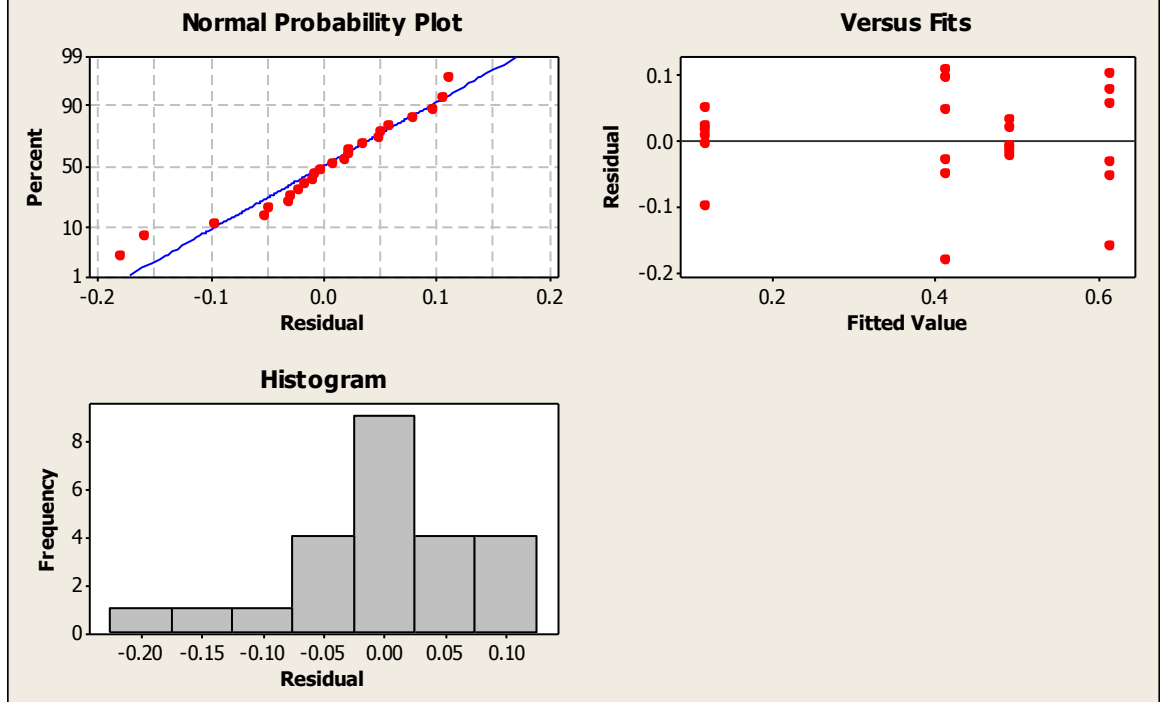 Normal Probability Plot
99
90
50
10
1
Percent
-0.2 -0.1 0.0 0.1 0.2
Residual
Versus Fits
0.1
0.0
-0.1
-0.2
Residual
0.2 0.4 0.6
Fitted Value
Histogram
8
6
4
2
0
Frequency
-0.20 -0.15 -0.10 -0.05 0.00 0.05 0.10
Residual